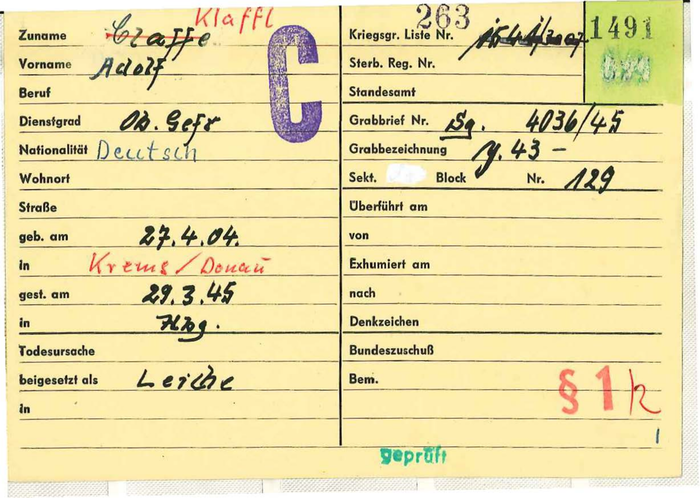 Klaffl
Zuname Claffe
Vorname Adolf
Beruf
Dienstgrad Ob. Gefr
Nationalität Deutsch
Wohnort
Straße
geb. am 27.4.04.
in Krems/Donau
gest. am 29.3.45
in Hbg.
Todesursache
beigesetzt als Leiche
in
C
263
Kriegsgr. Liste Nr.
1491
Sterb. Reg. Nr.
Standesamt
Grabbrief Nr. Sg. 4036/45
Grabbezeichnung y. 43 –
Sekt. Block Nr. 129
Überführt am
von
Exhumiert am
nach
Denkzeichen
Bundeszuschuß
Bem.
§ 1
geprüft